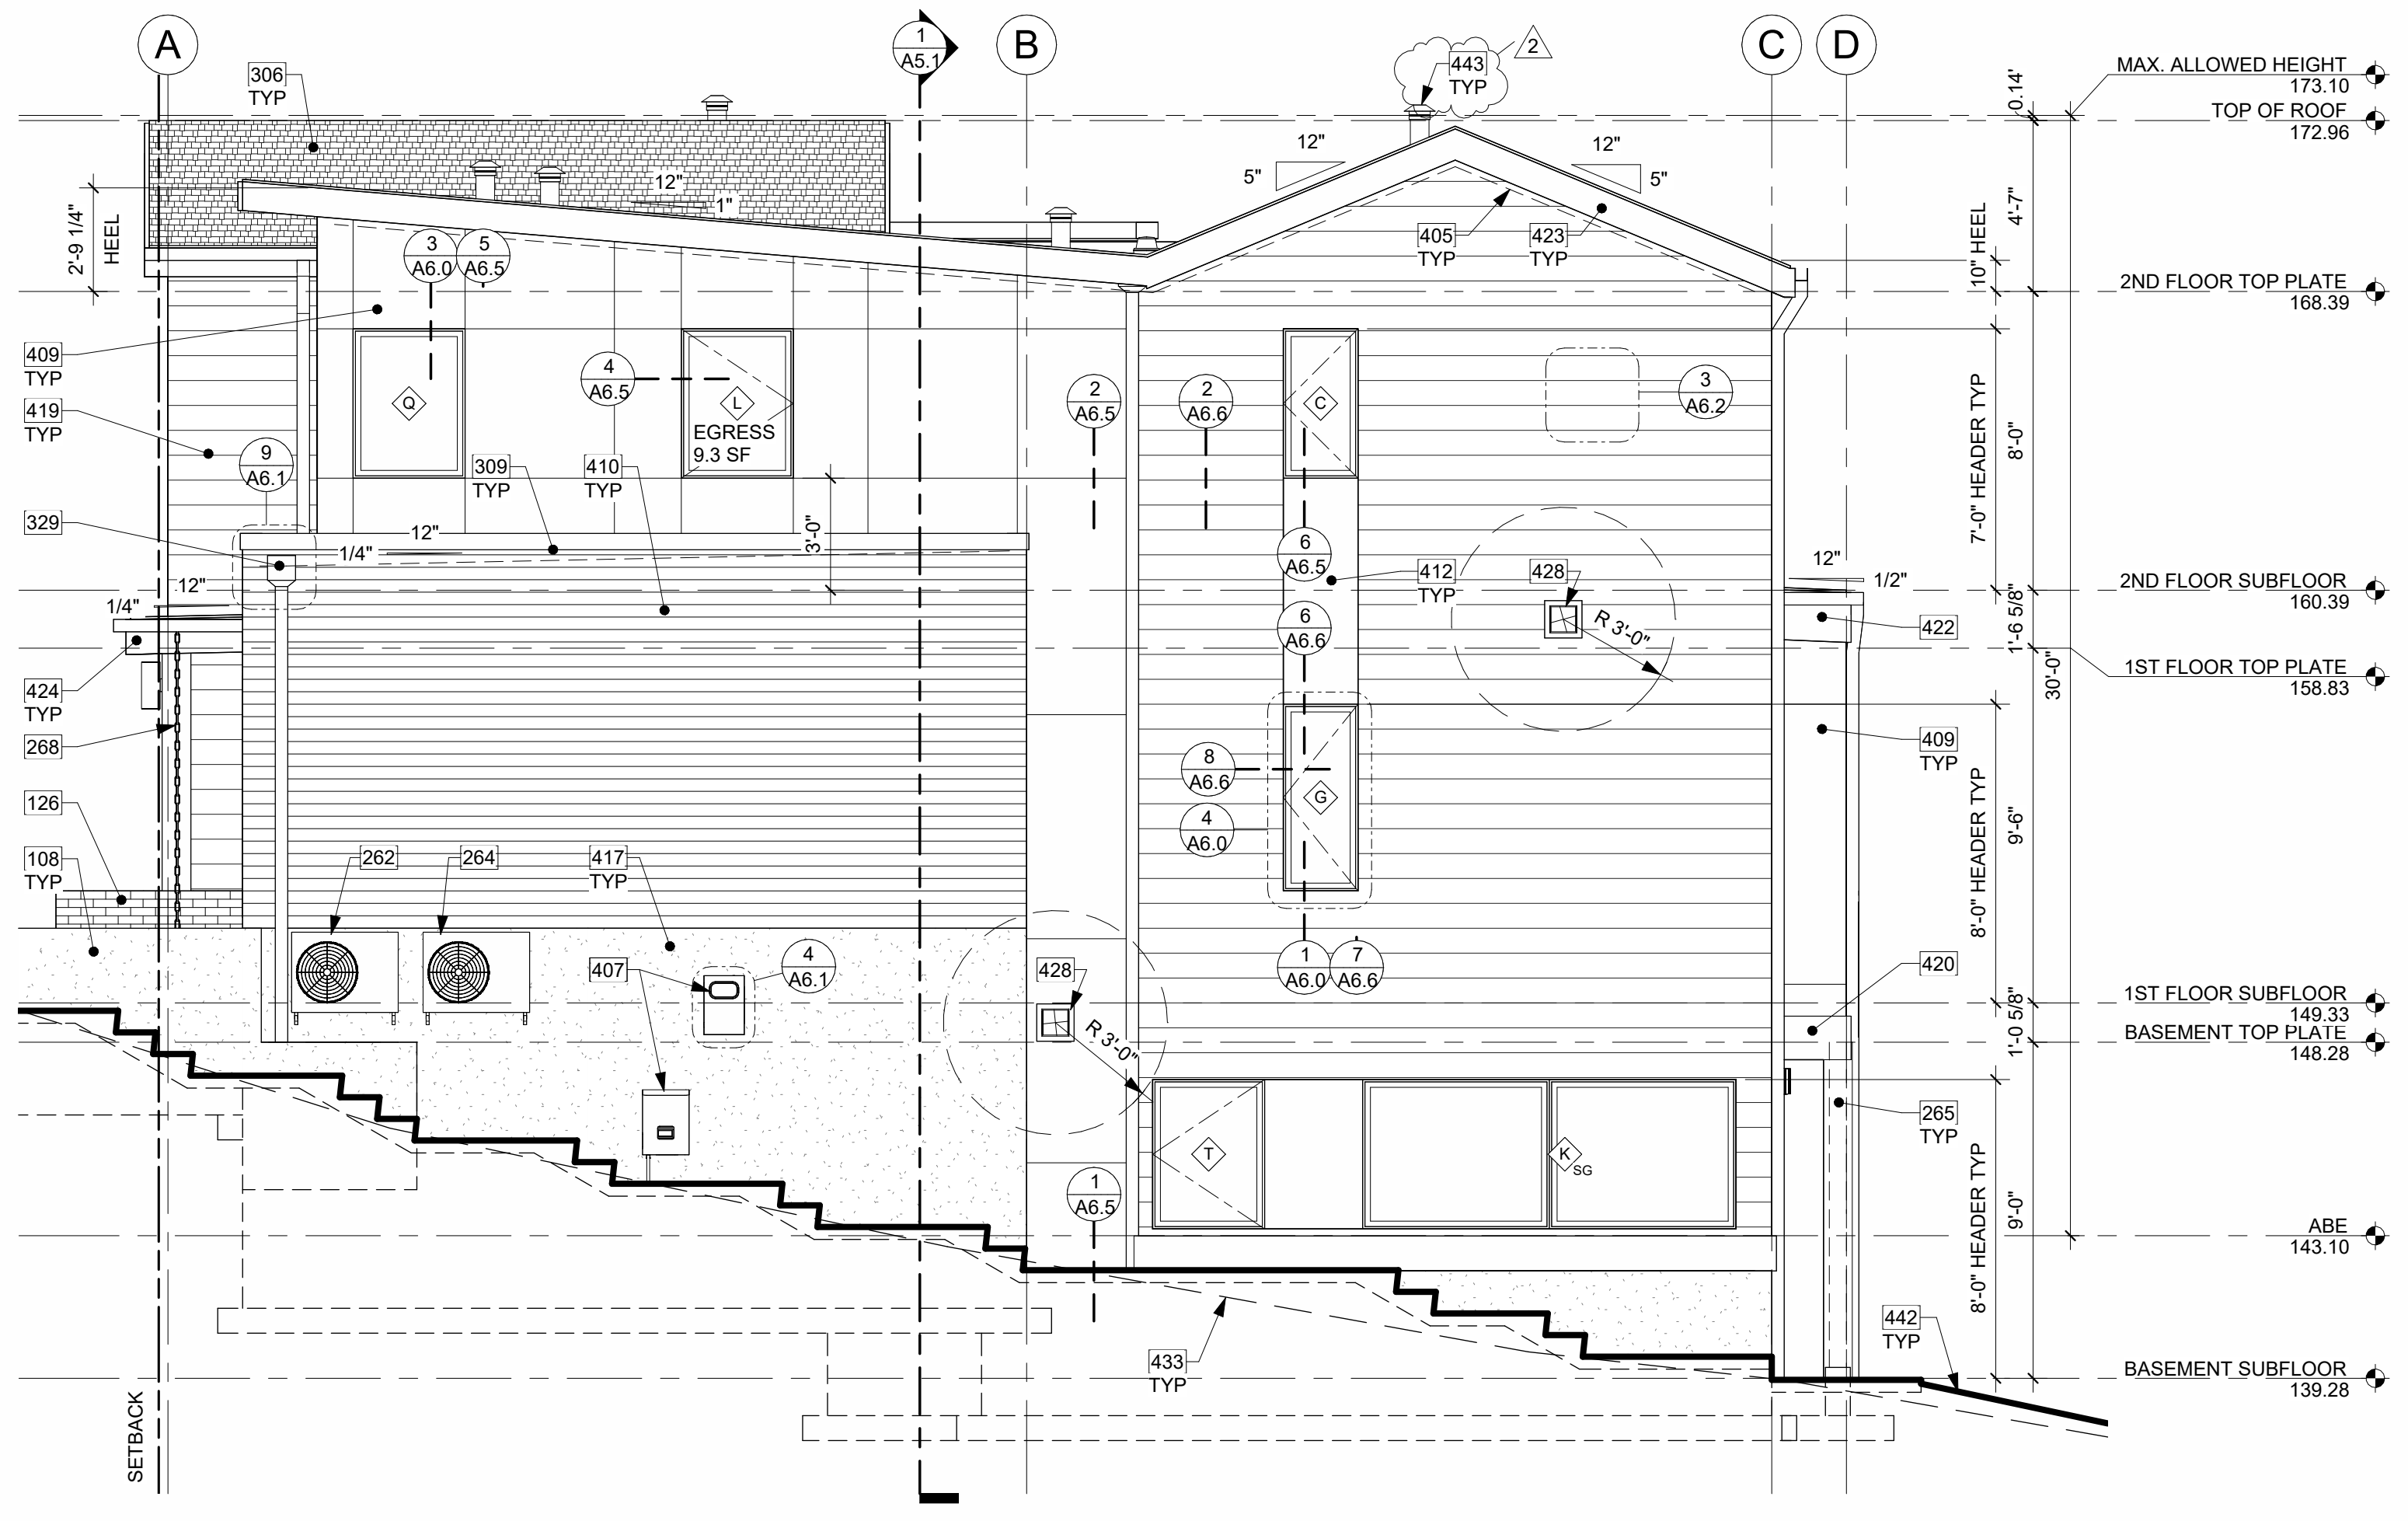 A
1
A5.1
B
C
D
2
443
TYP
306
TYP
MAX. ALLOWED HEIGHT
173.10
TOP OF ROOF
172.96
0.14'
12"
5"
12"
5"
12"
1"
2'-9 1/4"
HEEL
3
A6.0
5
A6.5
405
TYP
423
TYP
10" HEEL
4'-7"
2ND FLOOR TOP PLATE
168.39
409
TYP
419
TYP
9
A6.1
329
Q
4
A6.5
L
EGRESS
9.3 SF
309
TYP
410
TYP
2
A6.5
2
A6.6
C
3
A6.2
7'-0" HEADER TYP
8'-0"
12"
1/4"
3'-0"
12"
1/4"
6
A6.5
412
TYP
428
R 3'-0"
6
A6.6
12"
1/2"
2ND FLOOR SUBFLOOR
160.39
422
1'-6 5/8"
1ST FLOOR TOP PLATE
158.83
30'-0"
424
TYP
268
126
108
TYP
409
TYP
8
A6.6
G
4
A6.0
8'-0" HEADER TYP
9'-6"
262
264
417
TYP
407
4
A6.1
428
R 3'-0"
1
A6.0
7
A6.6
420
1ST FLOOR SUBFLOOR
149.33
1'-0 5/8"
BASEMENT TOP PLATE
148.28
265
TYP
T
K
SG
1
A6.5
8'-0" HEADER TYP
9'-0"
ABE
143.10
433
TYP
442
TYP
BASEMENT SUBFLOOR
139.28
SETBACK